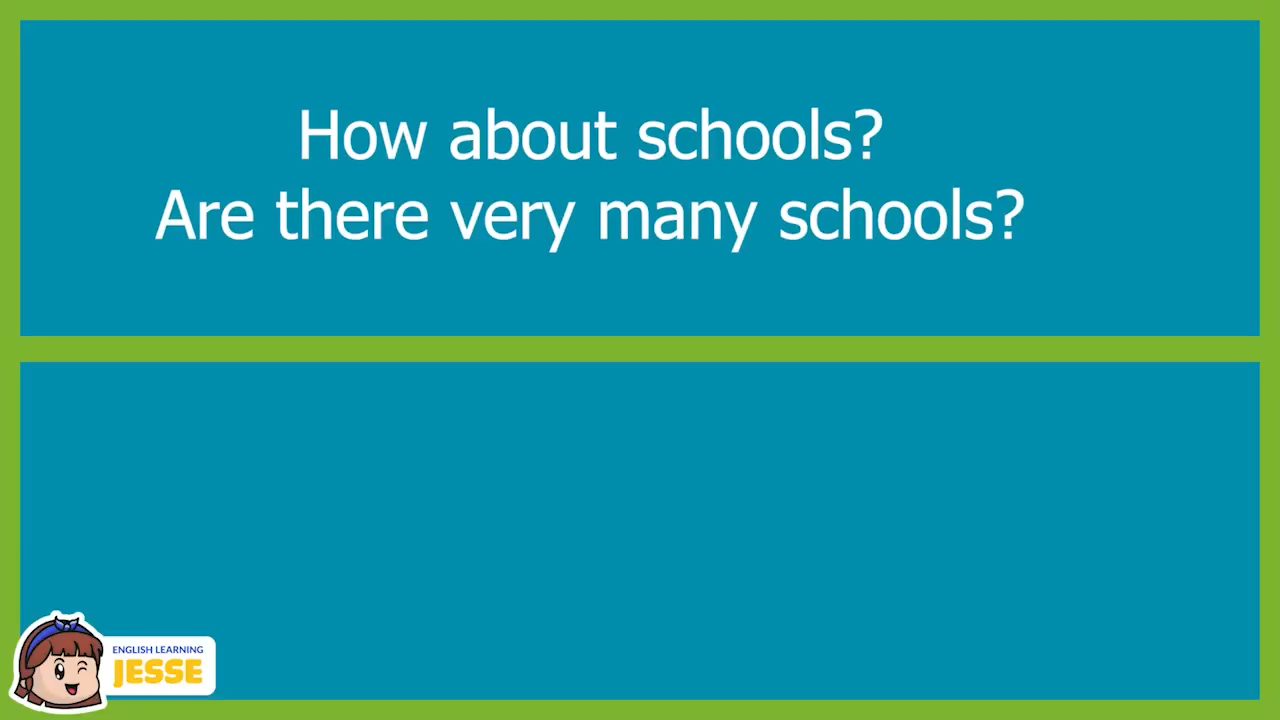 How about schools?
Are there very many schools?
ENGLISH LEARNING
JESSE